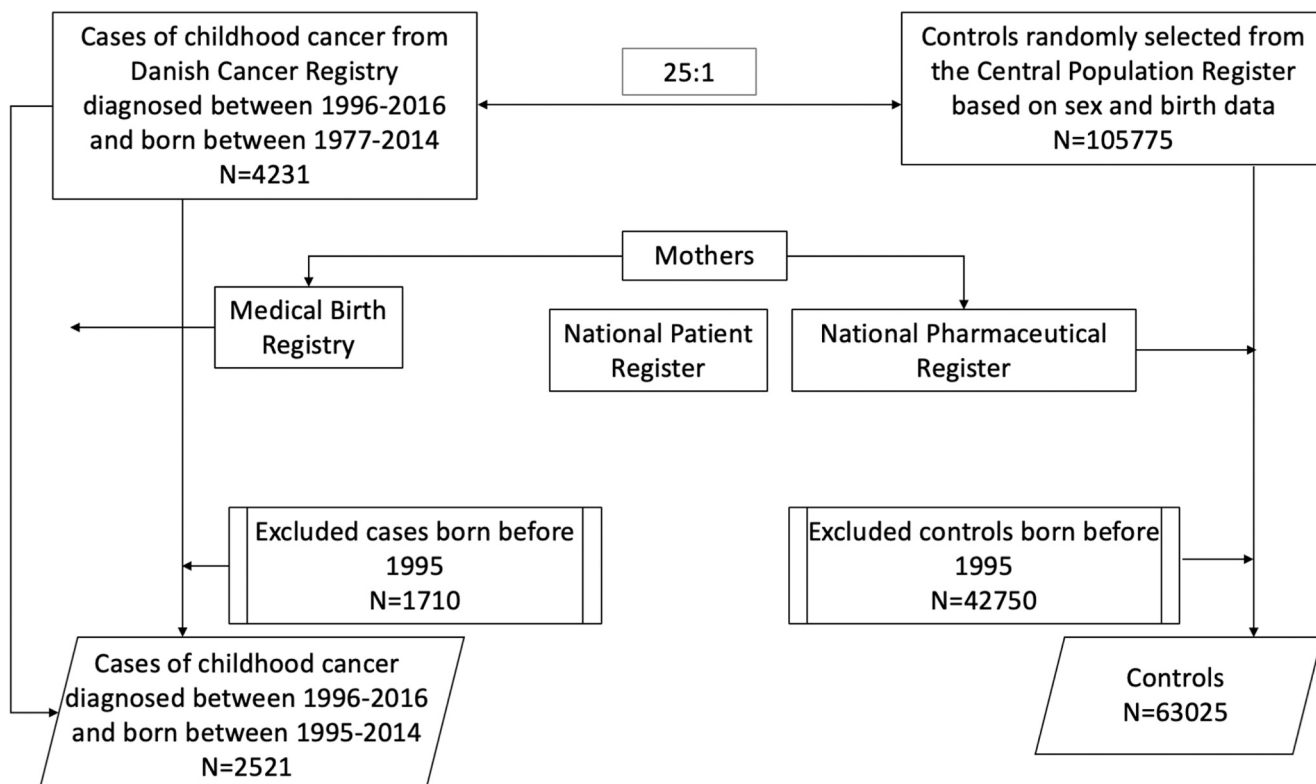 Cases of childhood cancer from
Danish Cancer Registry
diagnosed between 1996-2016
and born between 1977-2014
N=4231
25:1
Controls randomly selected from
the Central Population Register
based on sex and birth data
N=105775
Mothers
Medical Birth
Registry
National Patient
Register
National Pharmaceutical
Register
Excluded cases born before
1995
N=1710
Excluded controls born before
1995
N=42750
Cases of childhood cancer
diagnosed between 1996-2016
and born between 1995-2014
N=2521
Controls
N=63025